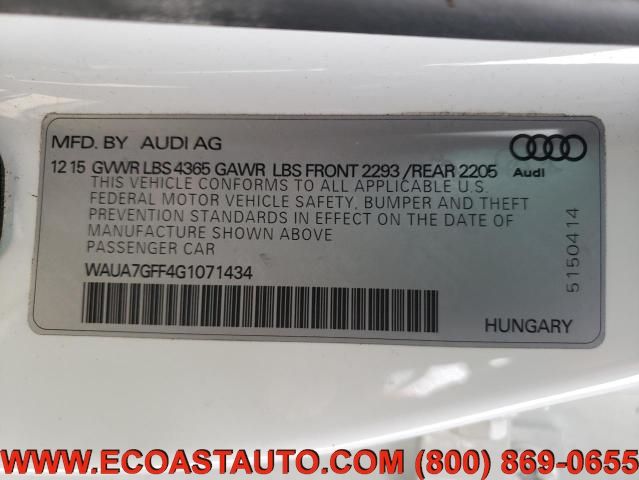 MFD. BY AUDI AG
Audi
12 15 GVWR LBS 4365 GAWR LBS FRONT 2293 /REAR 2205
THIS VEHICLE CONFORMS TO ALL APPLICABLE U.S.
FEDERAL MOTOR VEHICLE SAFETY, BUMPER AND THEFT
PREVENTION STANDARDS IN EFFECT ON THE DATE OF
MANUFACTURE SHOWN ABOVE
PASSENGER CAR
WAUA7GFF4G1071434
5150414
HUNGARY
WWW.ECOASTAUTO.COM (800) 869-0655